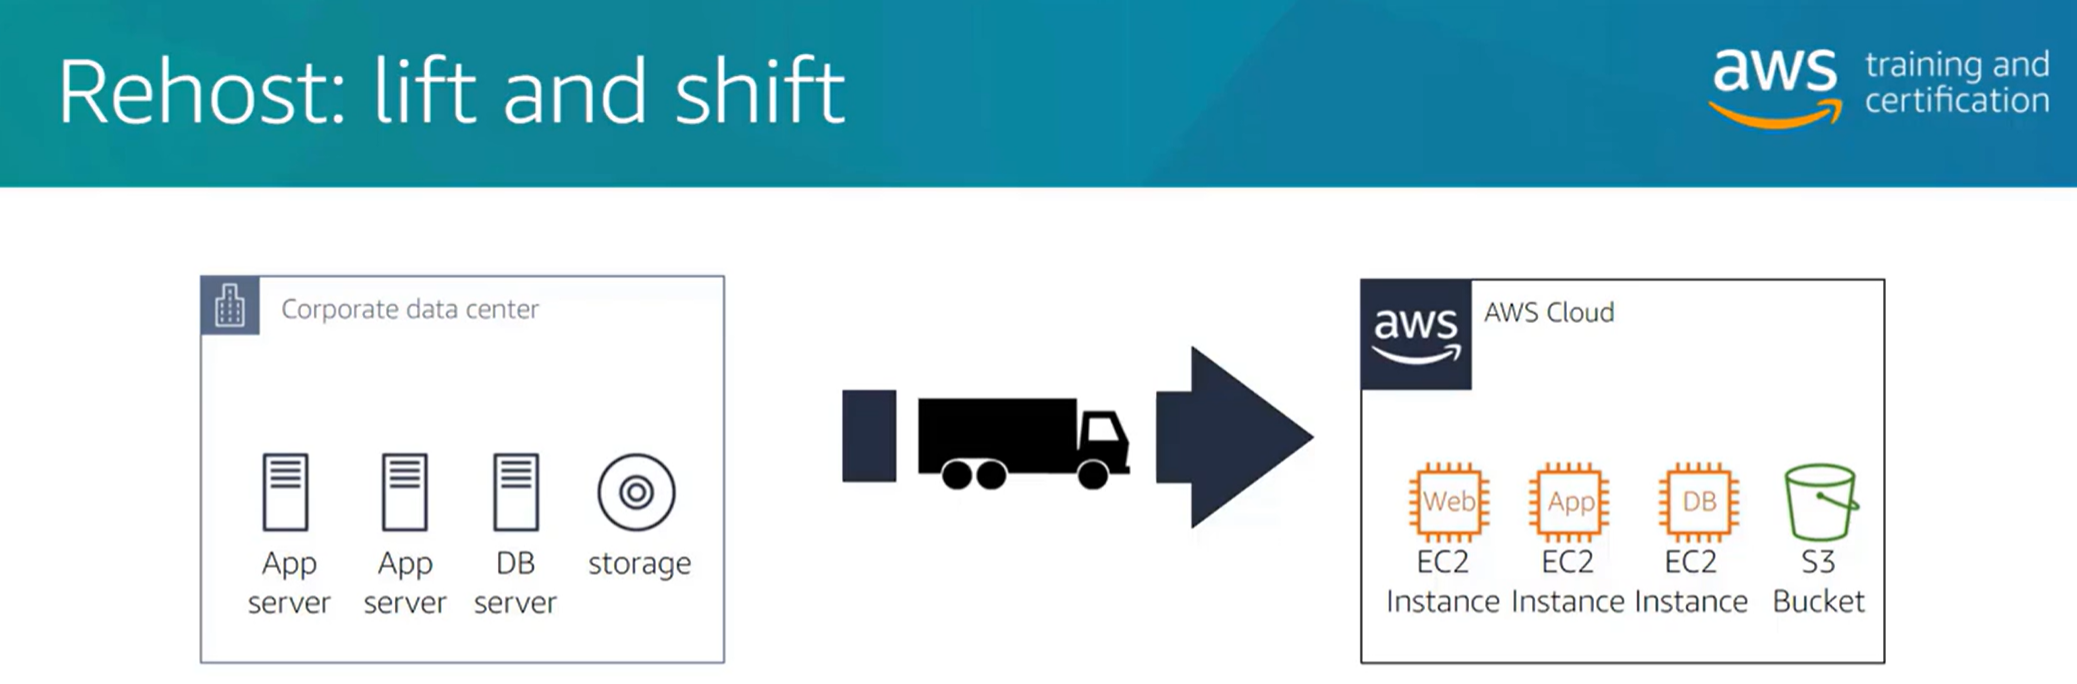 Rehost: lift and shift
aws training and certification
Corporate data center
App server
App server
DB server
storage
aws
AWS Cloud
Web
EC2 Instance
App
EC2 Instance
DB
EC2 Instance
S3 Bucket